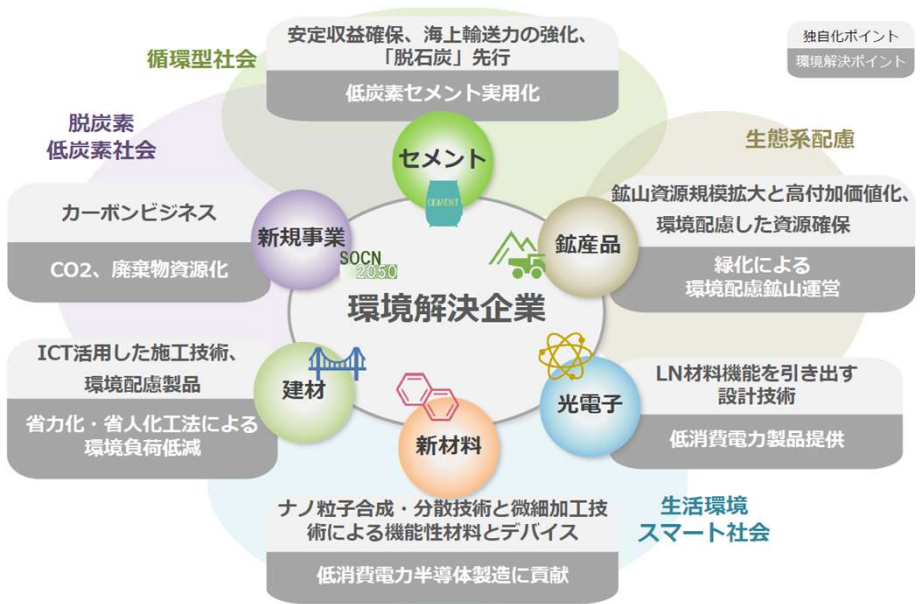 安定収益確保、海上輸送力の強化、
「脱石炭」先行
低炭素セメント実用化
独自化ポイント
環境解決ポイント
循環型社会
脱炭素
低炭素社会
生態系配慮
セメント
CEMENT
カーボンビジネス
CO2、廃棄物資源化
新規事業
SOCN
2050
鉱産品
鉱山資源規模拡大と高付加価値化、
環境配慮した資源確保
緑化による
環境配慮鉱山運営
環境解決企業
ICT活用した施工技術、
環境配慮製品
省力化・省人化工法による
環境負荷低減
建材
新材料
光電子
LN材料機能を引き出す
設計技術
低消費電力製品提供
ナノ粒子合成・分散技術と微細加工技
術による機能性材料とデバイス
低消費電力半導体製造に貢献
生活環境
スマート社会